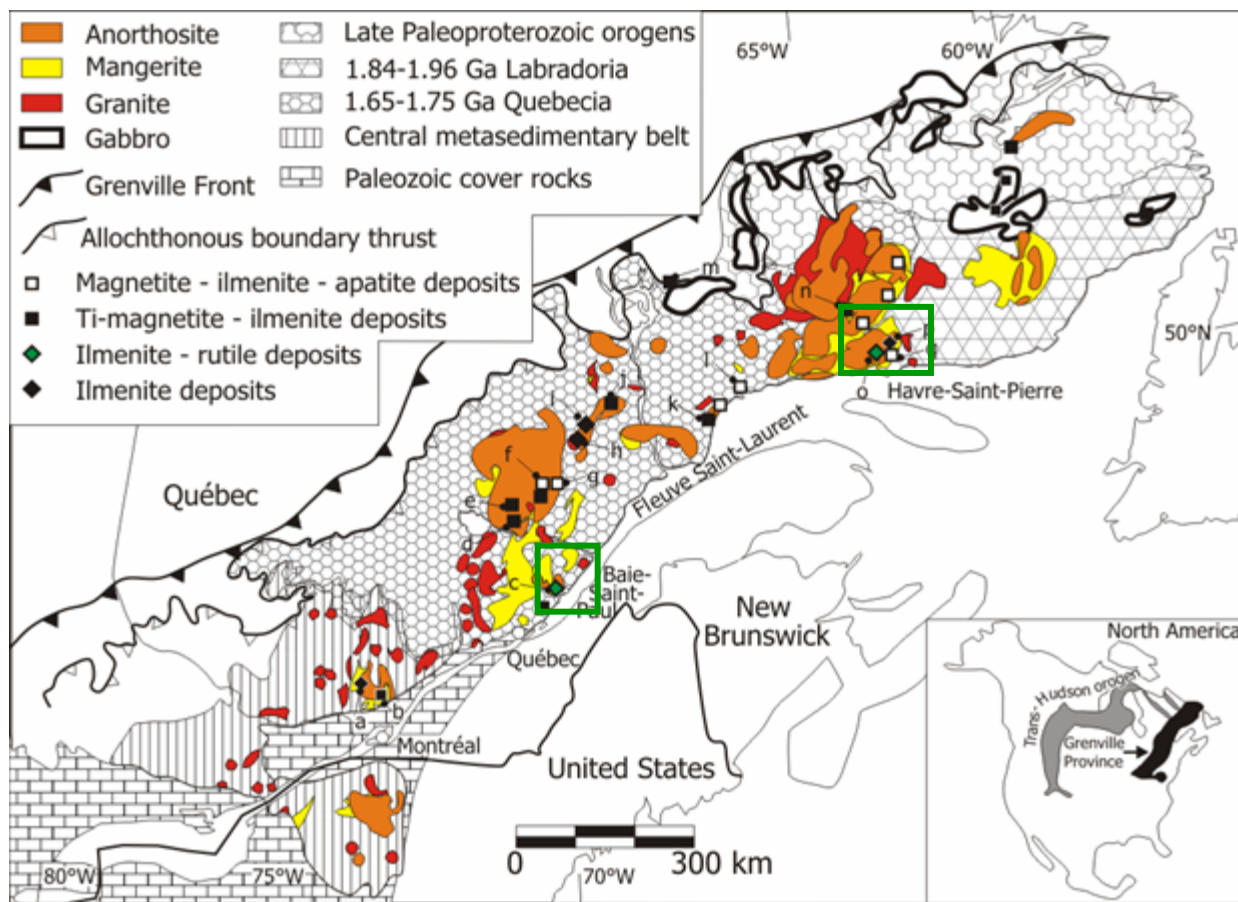 Anorthosite
Mangerite
Granite
Gabbro
Grenville Front
Allochthonous boundary thrust
Magnetite - ilmenite - apatite deposits
Ti-magnetite - ilmenite deposits
Ilmenite - rutile deposits
Ilmenite deposits
Late Paleoproterozoic orogens
1.84-1.96 Ga Labradoria
1.65-1.75 Ga Quebecia
Central metasedimentary belt
Paleozoic cover rocks
65°W
60°W
50°N
m
n
l
j
k
i
h
f
g
e
d
c
o
Havre-Saint-Pierre
Fleuve Saint-Laurent
Québec
Baie-
Saint-
Paul
New
Brunswick
Québec
a
b
Montréal
United States
80°W
75°W
70°W
0
300 km
North America
Trans-Hudson orogen
Grenville
Province